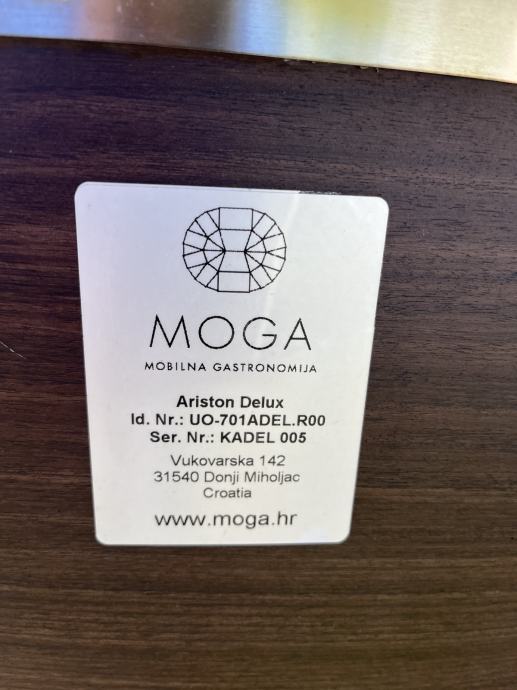 MOGA
MOBILNA GASTRONOMIJA
Ariston Delux
Id. Nr.: UO-701ADEL.R00
Ser. Nr.: KADEL 005
Vukovarska 142
31540 Donji Miholjac
Croatia
www.moga.hr